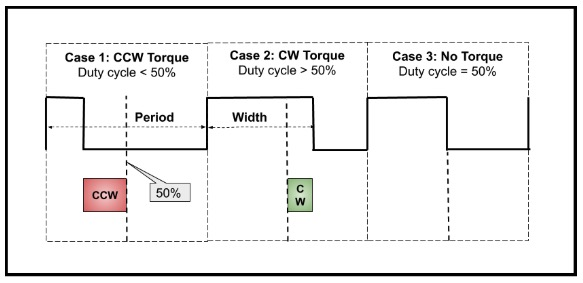 Case 1: CCW Torque
Duty cycle < 50%
Case 2: CW Torque
Duty cycle > 50%
Case 3: No Torque
Duty cycle = 50%
Period
Width
CCW
50%
C
W